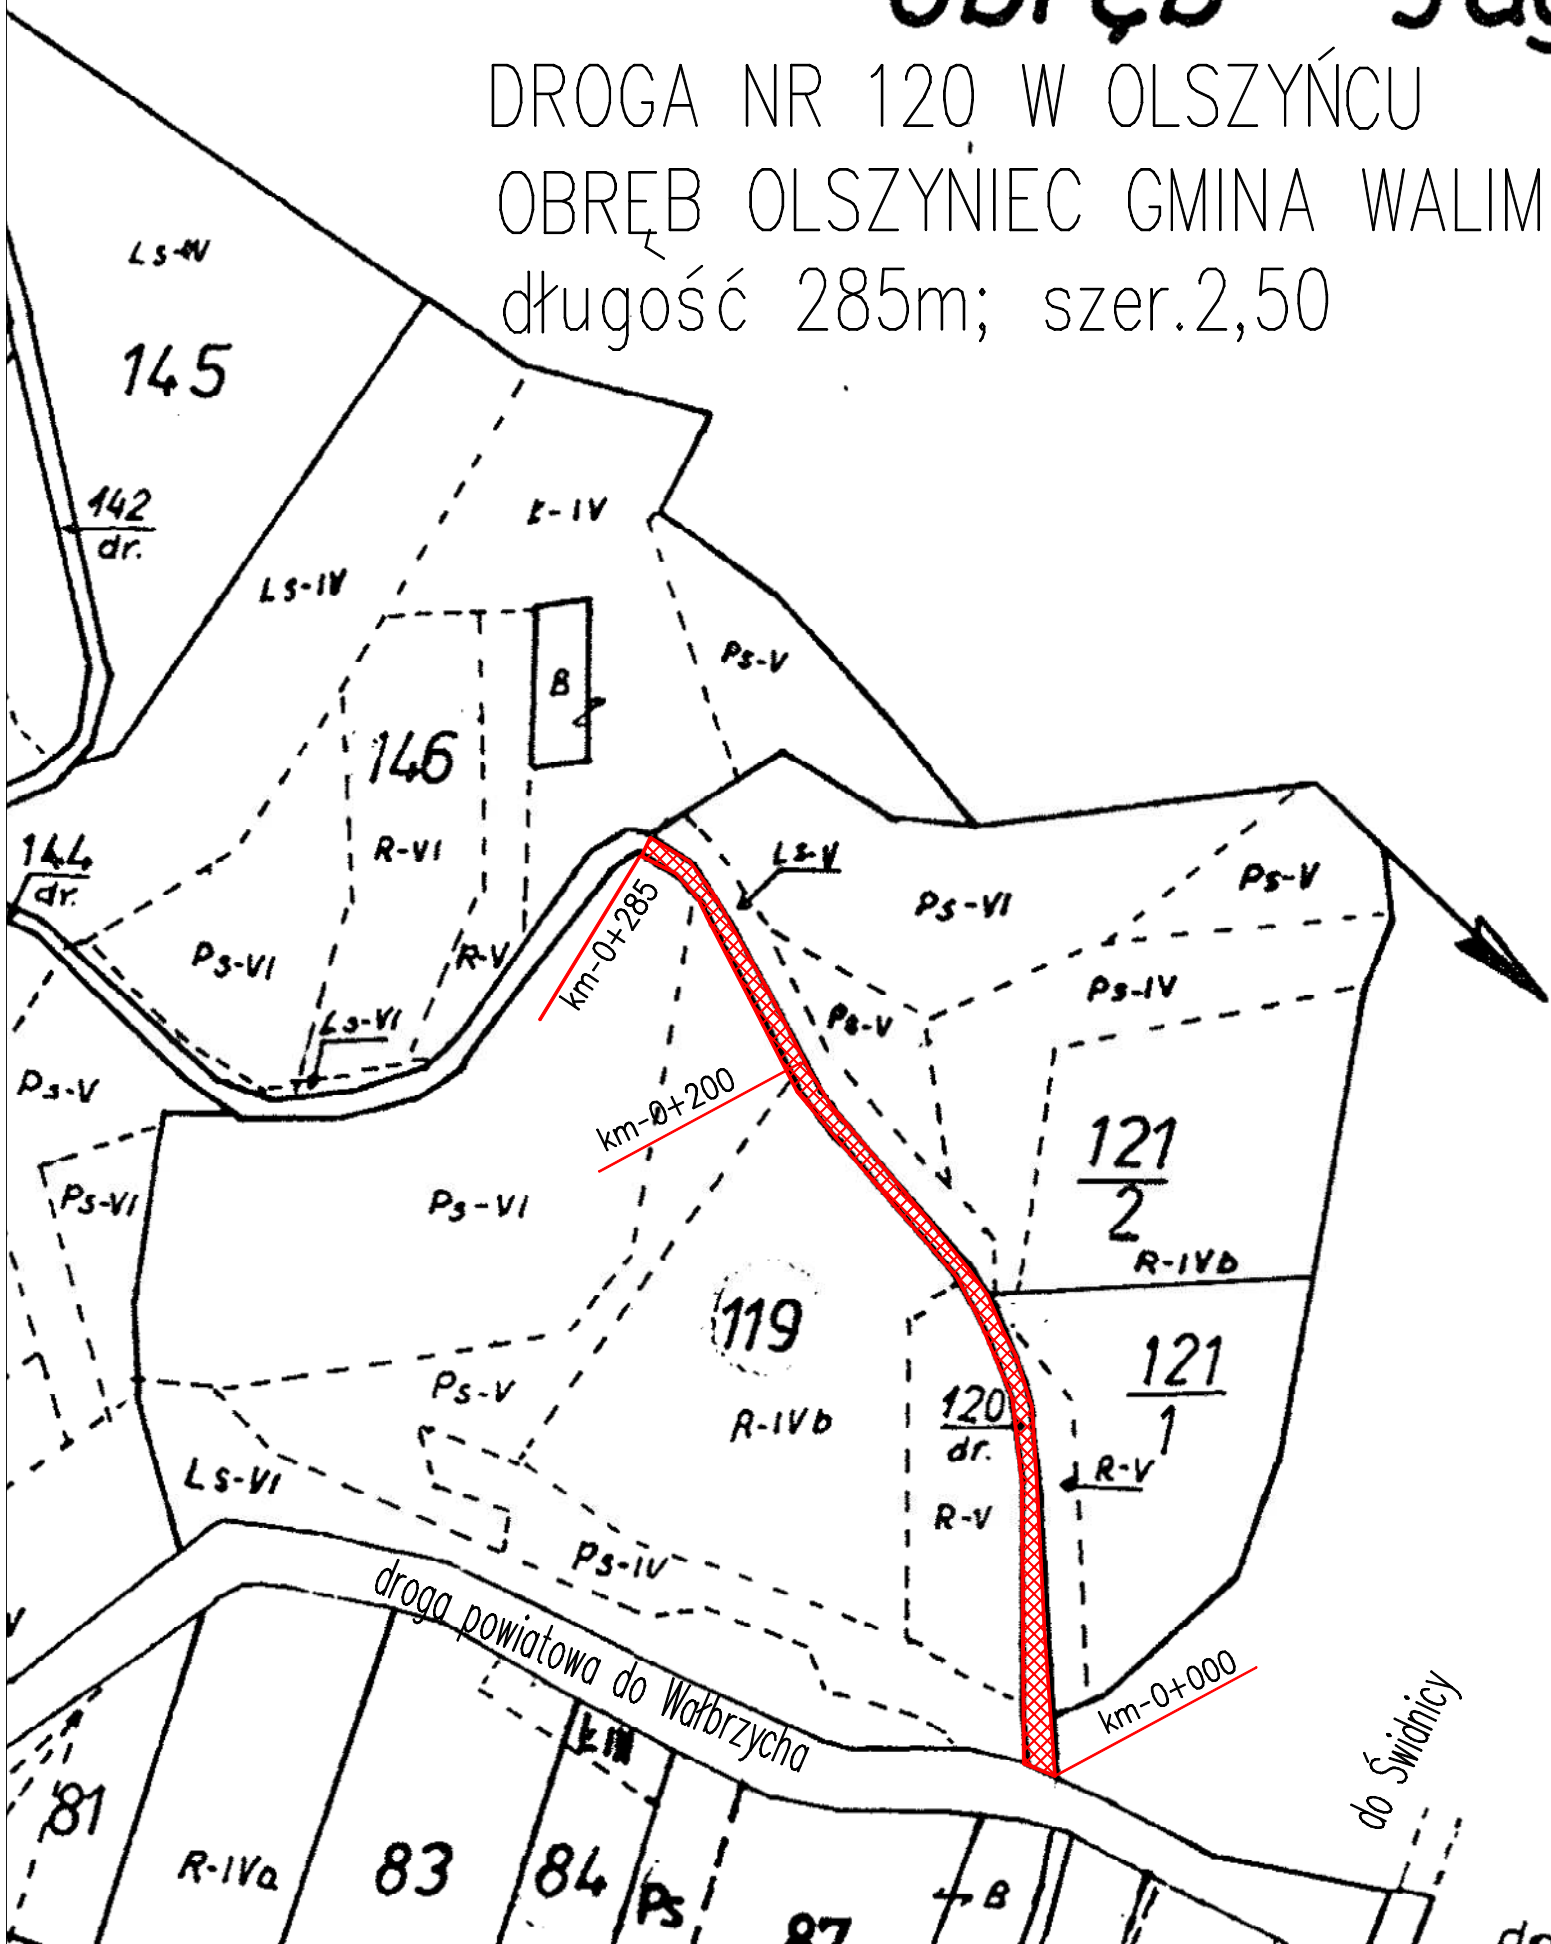 DROGA NR 120 W OLSZYŃCU
OBRĘB OLSZYNIEC GMINA WALIM
długość 285m; szer.2,50
Ls-IV
145
142
dr.
Ł-IV
Ls-IV
Ps-V
B
146
R-VI
144
dr.
Ls-V
Ps-VI
Ps-V
km-0+285
Ps-VI
R-V
Ps-IV
Ls-VI
Ps-V
Ps-V
km-0+200
121
2
Ps-VI
Ps-VI
R-IVb
119
121
1
Ps-V
120
dr.
R-IVb
R-V
Ls-VI
R-V
Ps-IV
droga powiatowa do Wałbrzycha
km-0+000
do Świdnicy
Ł III
81
R-IVa
83
84
Ps
B
87